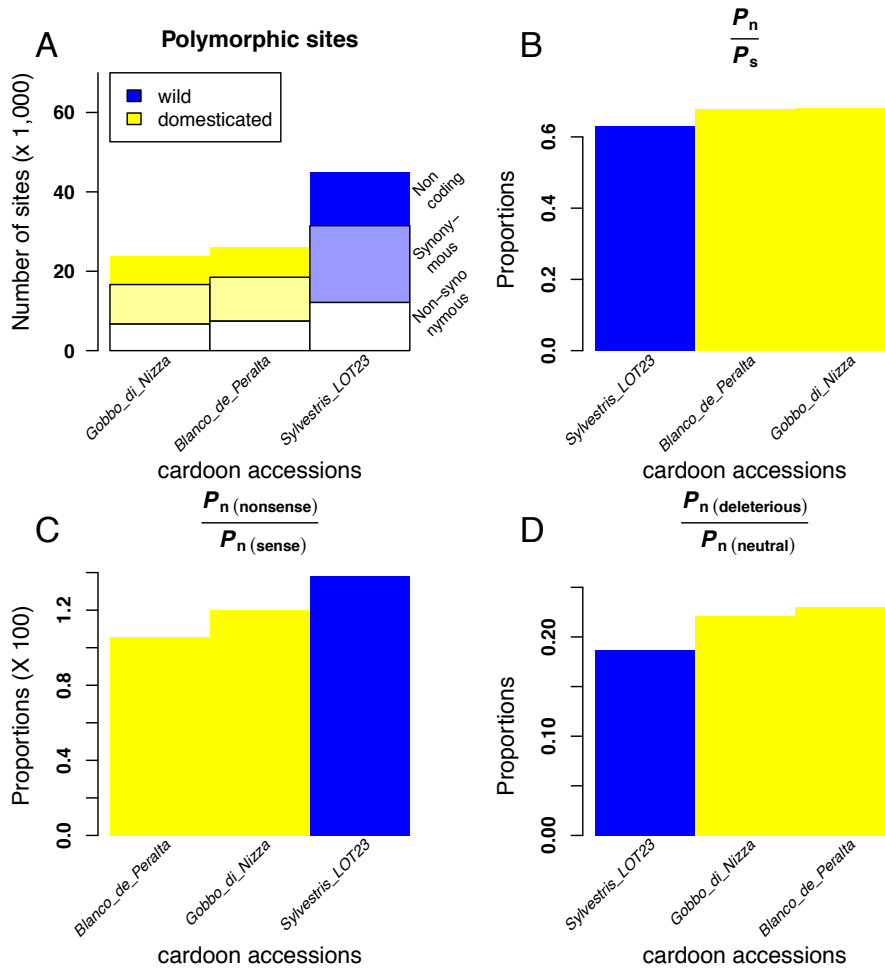 A
Polymorphic sites
Number of sites (x 1,000)
60
40
20
0
wild
domesticated
Non
coding
Synony–
mous
Non–syno
nymous
Gobbo_di_Nizza
Blanco_de_Peralta
Sylvestris_LOT23
cardoon accessions
B
Pn
Ps
Proportions
0.6
0.4
0.2
0.0
Sylvestris_LOT23
Blanco_de_Peralta
Gobbo_di_Nizza
cardoon accessions
C
Pn (nonsense)
Pn (sense)
Proportions (X 100)
1.2
0.8
0.4
0.0
Blanco_de_Peralta
Gobbo_di_Nizza
Sylvestris_LOT23
cardoon accessions
D
Pn (deleterious)
Pn (neutral)
Proportions
0.20
0.10
0.00
Sylvestris_LOT23
Gobbo_di_Nizza
Blanco_de_Peralta
cardoon accessions